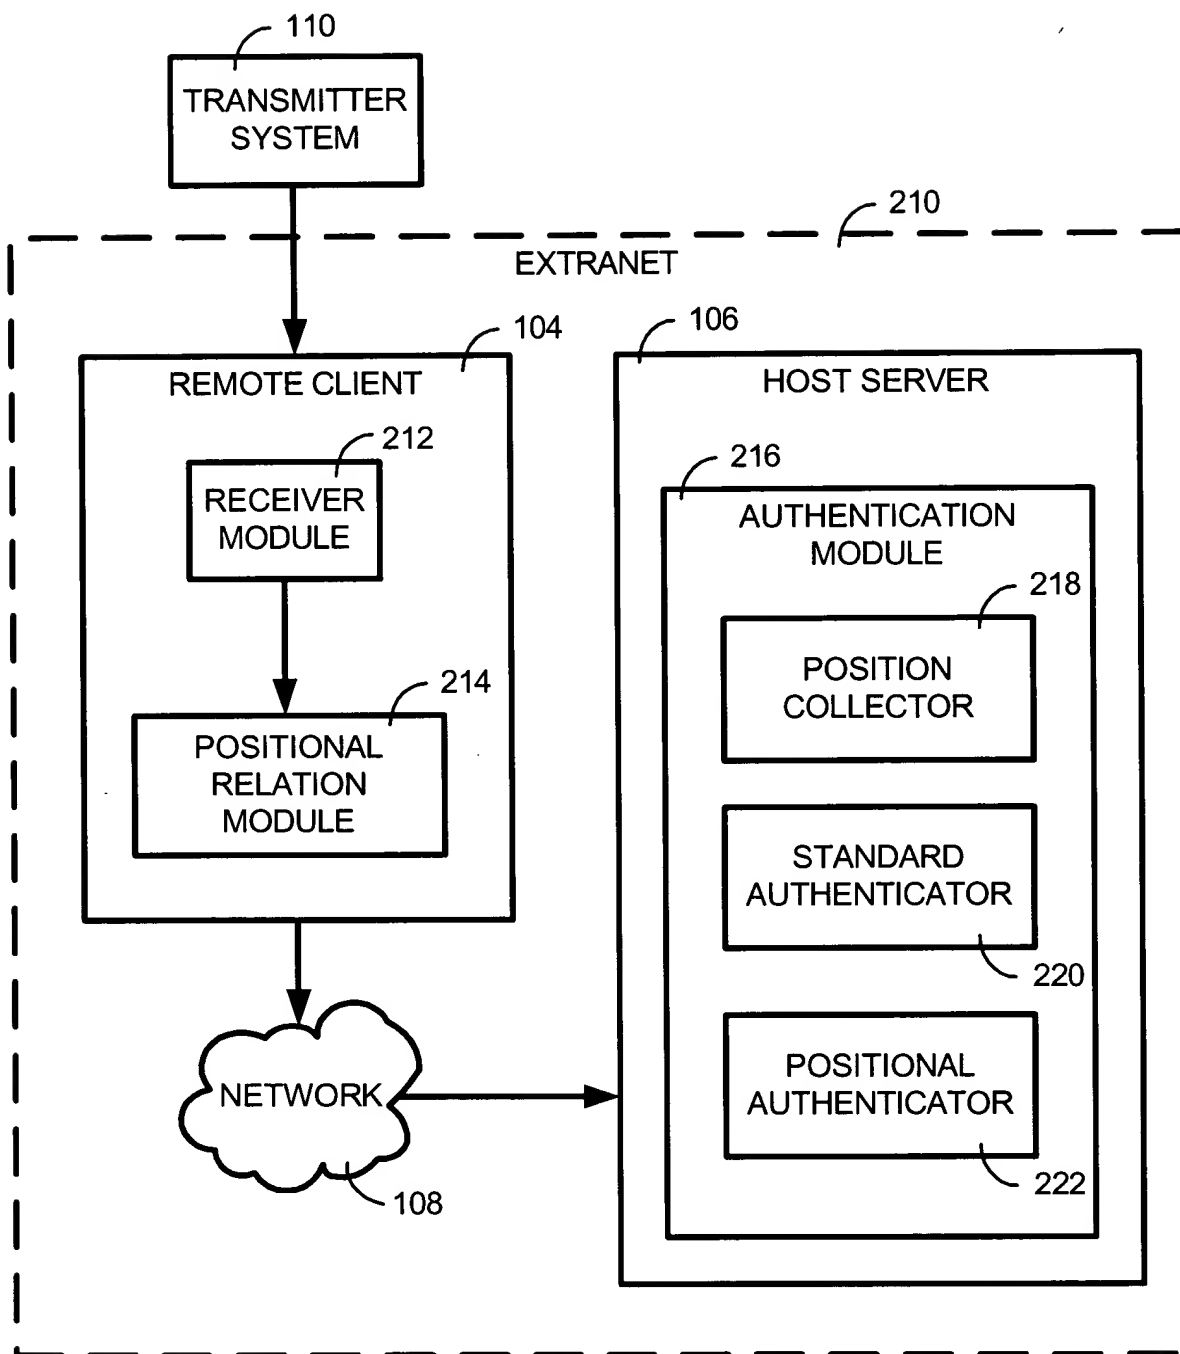 110
TRANSMITTER
SYSTEM
210
EXTRANET
104
REMOTE CLIENT
212
RECEIVER
MODULE
214
POSITIONAL
RELATION
MODULE
NETWORK
108
106
HOST SERVER
216
AUTHENTICATION
MODULE
218
POSITION
COLLECTOR
STANDARD
AUTHENTICATOR
220
POSITIONAL
AUTHENTICATOR
222